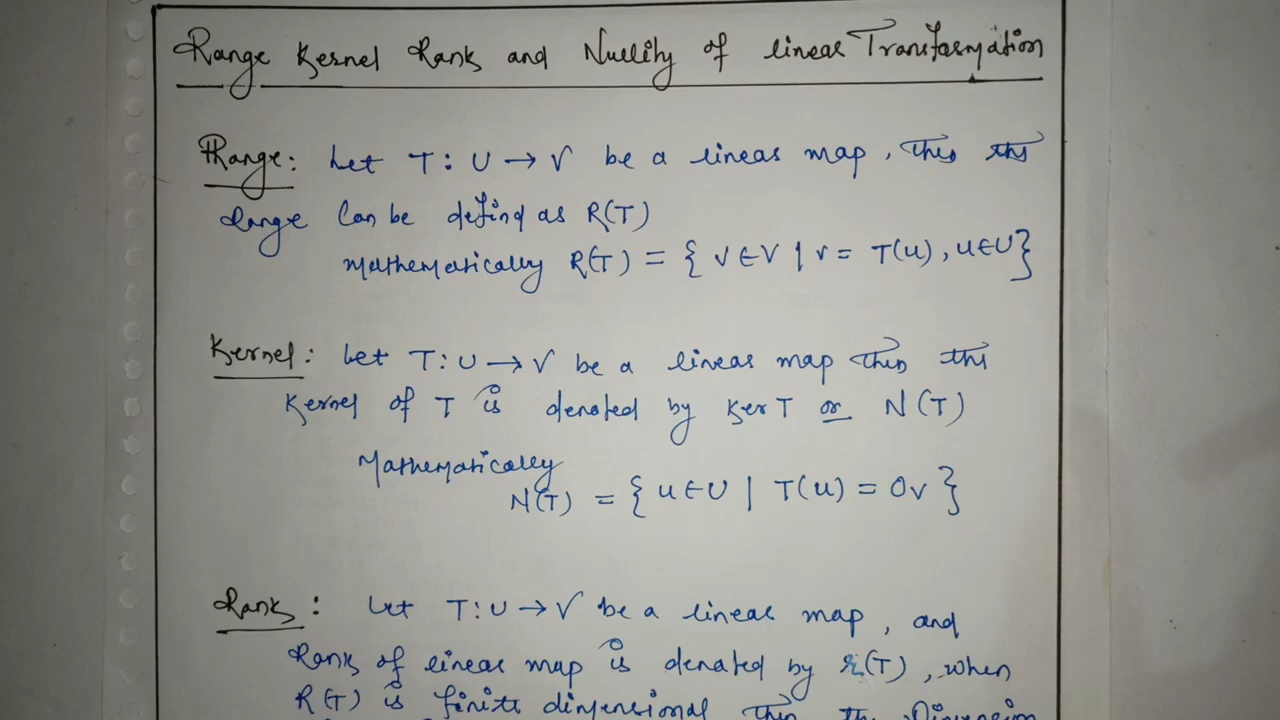 Range Kernel Rank and Nullity of linear Transformation
Range: Let T: U → V be a linear map, then the
range can be defind as R(T)
Mathematically R(T) = { v ∈ V | v = T(u), u ∈ U }
Kernel: Let T: U → V be a linear map then the
Kernel of T is denoted by Ker T or N(T)
Mathematically
N(T) = { u ∈ U | T(u) = 0v }
Rank: Let T: U → V be a linear map, and
Rank of linear map is denoted by r(T), when
R(T) is finite dimensional then the Dimension